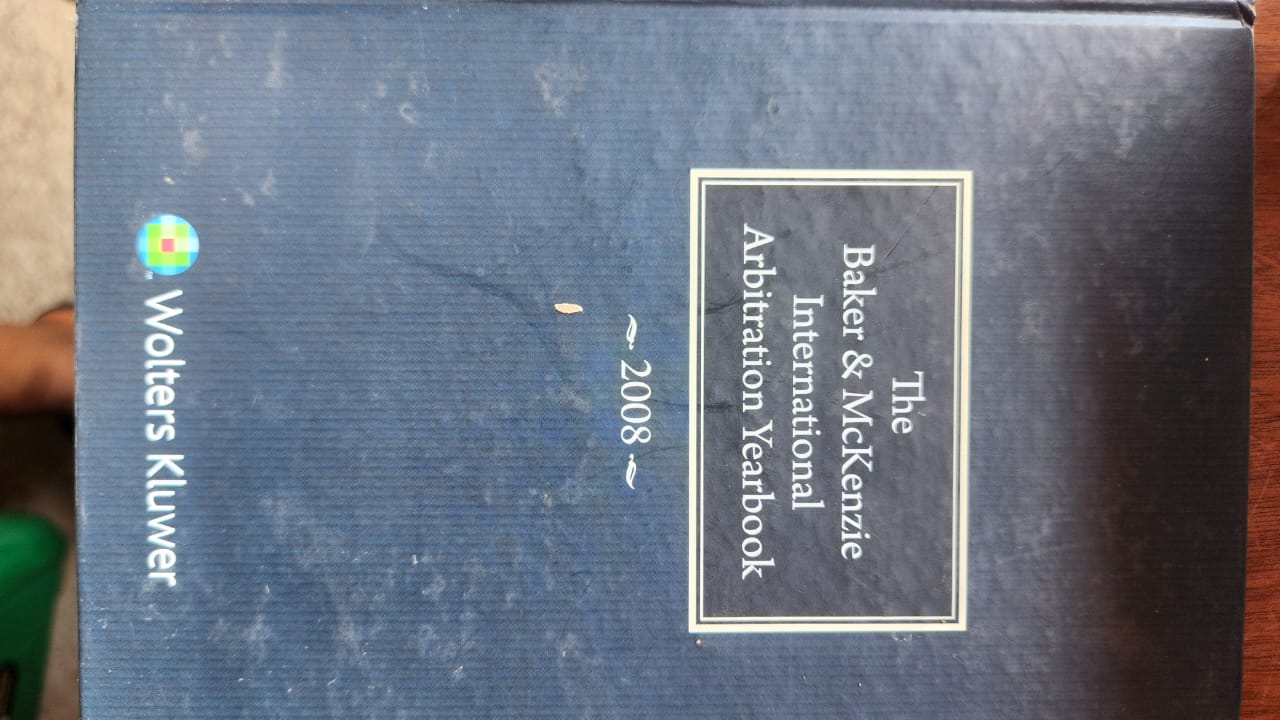 The
Baker & McKenzie
International
Arbitration Yearbook
2008
Wolters Kluwer